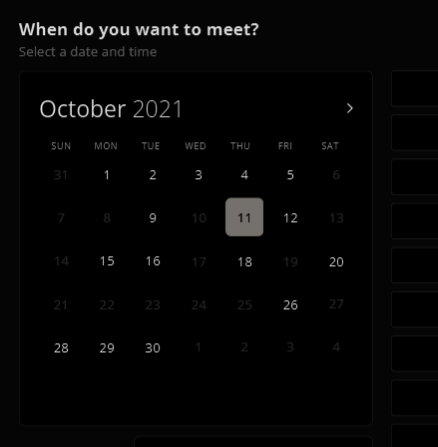 When do you want to meet?
Select a date and time
October 2021
SUN MON TUE WED THU FRI SAT
31 1 2 3 4 5 6
7 8 9 10 11 12 13
14 15 16 17 18 19 20
21 22 23 24 25 26 27
28 29 30 1 2 3 4